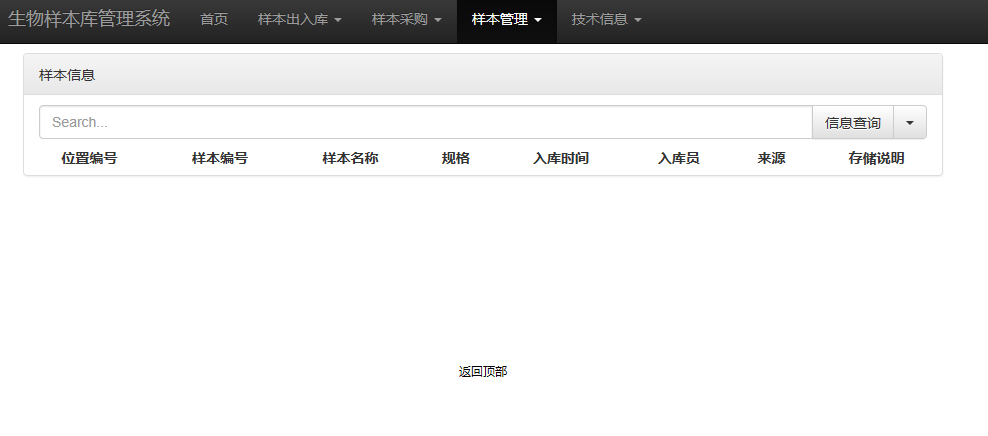 生物样本库管理系统 首页 样本出入库 样本采购 样本管理 技术信息
样本信息
Search... 信息查询
位置编号 样本编号 样本名称 规格 入库时间 入库员 来源 存储说明
返回顶部